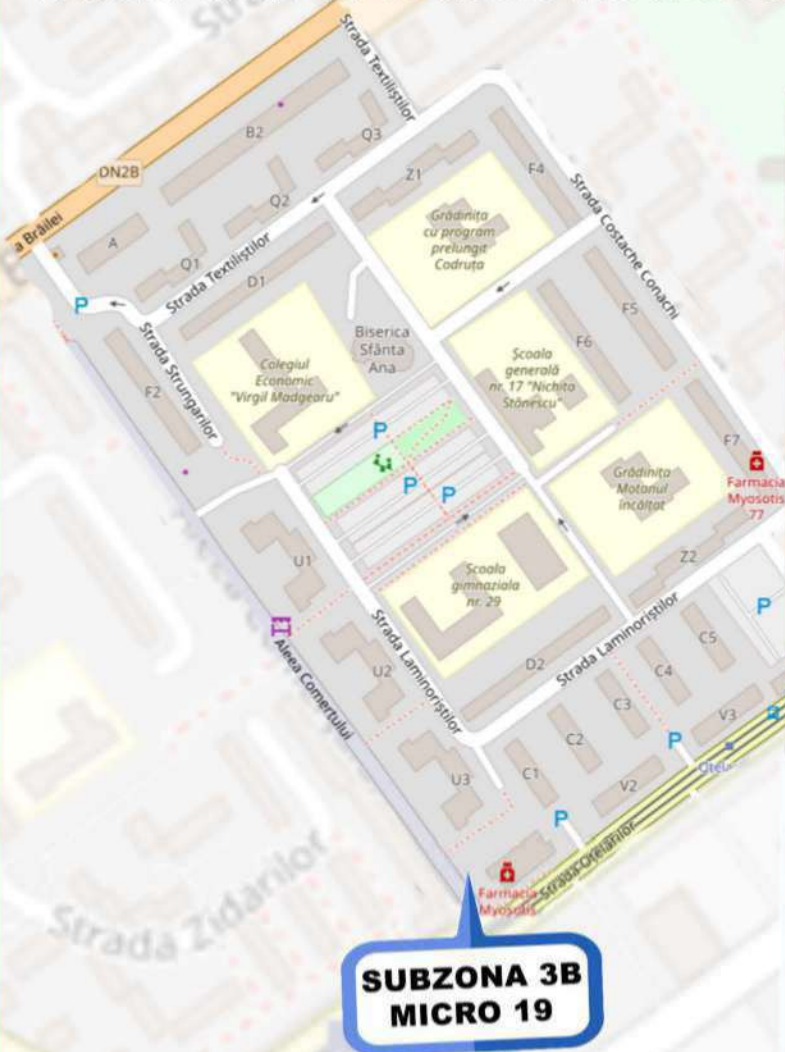 Strada Textiliștilor
B2
Q3
DN2B
Z1
F4
Q2
Strada Costache Conachi
a Brăilei
A
Grădinița
cu program
prelungit
Codruța
Q1
Strada Textiliștilor
D1
P
F5
F6
Biserica
Sfânta
Ana
Școala
generală
nr. 17 "Nichita
Stănescu"
Strada Strungarilor
Colegiul
Economic
"Virgil Madgearu"
F2
P
F7
Farmacia
Myosotis
77
Grădinița
Motanul
încălțat
P
P
U1
Z2
Școala
gimnaziala
nr. 29
P
Strada Laminoriștilor
Strada Laminoriștilor
C5
U2
D2
C4
Aleea Comertului
C3
V3
C2
P
Oțela
U3
C1
V2
P
Strada Oțelarilor
Farmacia
Myosotis
Strada Zidarilor
SUBZONA 3B
MICRO 19